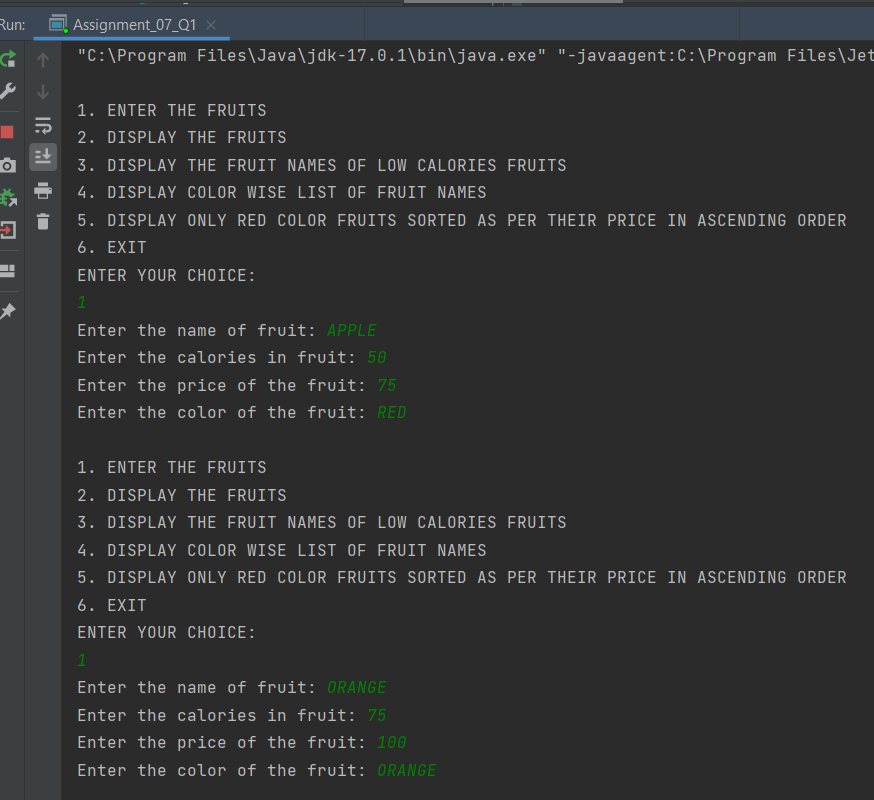 Run: Assignment_07_Q1
"C:\Program Files\Java\jdk-17.0.1\bin\java.exe" "-javaagent:C:\Program Files\Jet
1. ENTER THE FRUITS
2. DISPLAY THE FRUITS
3. DISPLAY THE FRUIT NAMES OF LOW CALORIES FRUITS
4. DISPLAY COLOR WISE LIST OF FRUIT NAMES
5. DISPLAY ONLY RED COLOR FRUITS SORTED AS PER THEIR PRICE IN ASCENDING ORDER
6. EXIT
ENTER YOUR CHOICE:
1
Enter the name of fruit: APPLE
Enter the calories in fruit: 50
Enter the price of the fruit: 75
Enter the color of the fruit: RED
1. ENTER THE FRUITS
2. DISPLAY THE FRUITS
3. DISPLAY THE FRUIT NAMES OF LOW CALORIES FRUITS
4. DISPLAY COLOR WISE LIST OF FRUIT NAMES
5. DISPLAY ONLY RED COLOR FRUITS SORTED AS PER THEIR PRICE IN ASCENDING ORDER
6. EXIT
ENTER YOUR CHOICE:
1
Enter the name of fruit: ORANGE
Enter the calories in fruit: 75
Enter the price of the fruit: 100
Enter the color of the fruit: ORANGE